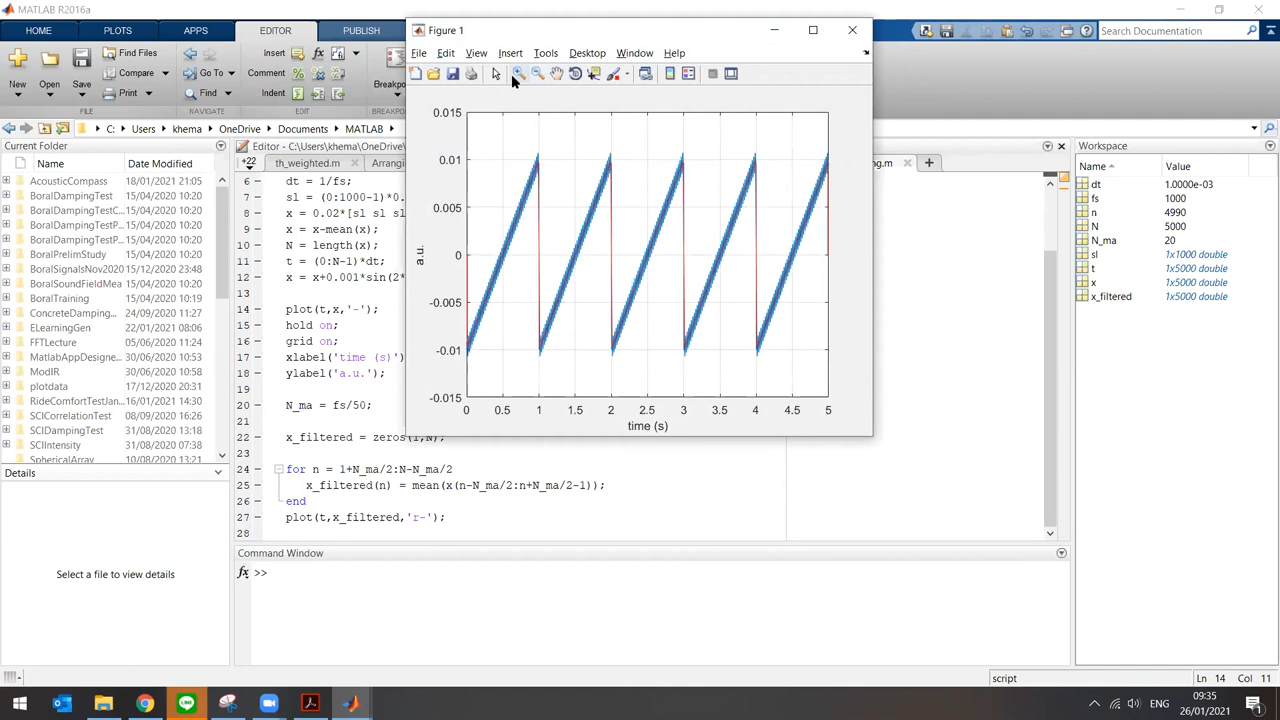 MATLAB R2016a
HOME PLOTS APPS EDITOR PUBLISH
Search Documentation
New Open Save
Find Files
Compare
Print
Go To
Find
Insert
Comment
Indent
FILE NAVIGATE
C: Users khema OneDrive Documents MATLAB
Current Folder
Name Date Modified
AcousticCompass 18/01/2021 21:05
BoralDampingTest 15/04/2020 10:20
BoralDampingTestC... 15/04/2020 10:20
BoralDampingTestP... 15/04/2020 10:20
BoralPrelimStudy 15/04/2020 10:20
BoralSignalsNov2020 15/12/2020 23:20
BoralSoundFieldMea 15/04/2020 10:20
BoralTraining 15/04/2020 10:19
ConcreteDamping... 24/09/2020 11:27
ELearningGen 22/01/2021 08:06
FFTLecture 15/04/2020 10:20
MatlabAppDesigne... 30/06/2020 10:58
ModIR 30/06/2020 10:58
plotdata 17/12/2020 20:31
RideComfortTestJan... 16/01/2021 14:30
SCICorrelationTest 08/09/2020 16:26
SCIDampingTest 31/08/2020 13:18
SCIIntensity 31/08/2020 07:38
SphericalArray 10/08/2020 13:21
Details
Select a file to view details
Editor - C:\Users\khema\OneDrive\
+22 th_weighted.m
6 dt = 1/fs;
7 sl = (0:1000-1)*0.
8 x = 0.02*[sl sl sl
9 x = x-mean(x);
10 N = length(x);
11 t = (0:N-1)*dt;
12 x = x+0.001*sin(2*
13
14 plot(t,x,'-');
15 hold on;
16 grid on;
17 xlabel('time (s)')
18 ylabel('a.u.');
19
20 N_ma = fs/50;
21
22 x_filtered = zeros(1,N);
23
24 for n = 1+N_ma/2:N-N_ma/2
25 x_filtered(n) = mean(x(n-N_ma/2:n+N_ma/2-1));
26 end
27 plot(t,x_filtered,'r-');
28
Figure 1
File Edit View Insert Tools Desktop Window Help
0.015
0.01
0.005
0
-0.005
-0.01
-0.015
a.u.
0 0.5 1 1.5 2 2.5 3 3.5 4 4.5 5
time (s)
Command Window
fx >>
Workspace
Name Value
dt 1.0000e-03
fs 1000
n 4990
N 5000
N_ma 20
sl 1x1000 double
t 1x5000 double
x 1x5000 double
x_filtered 1x5000 double
script Ln 14 Col 11
ENG
09:35
26/01/2021